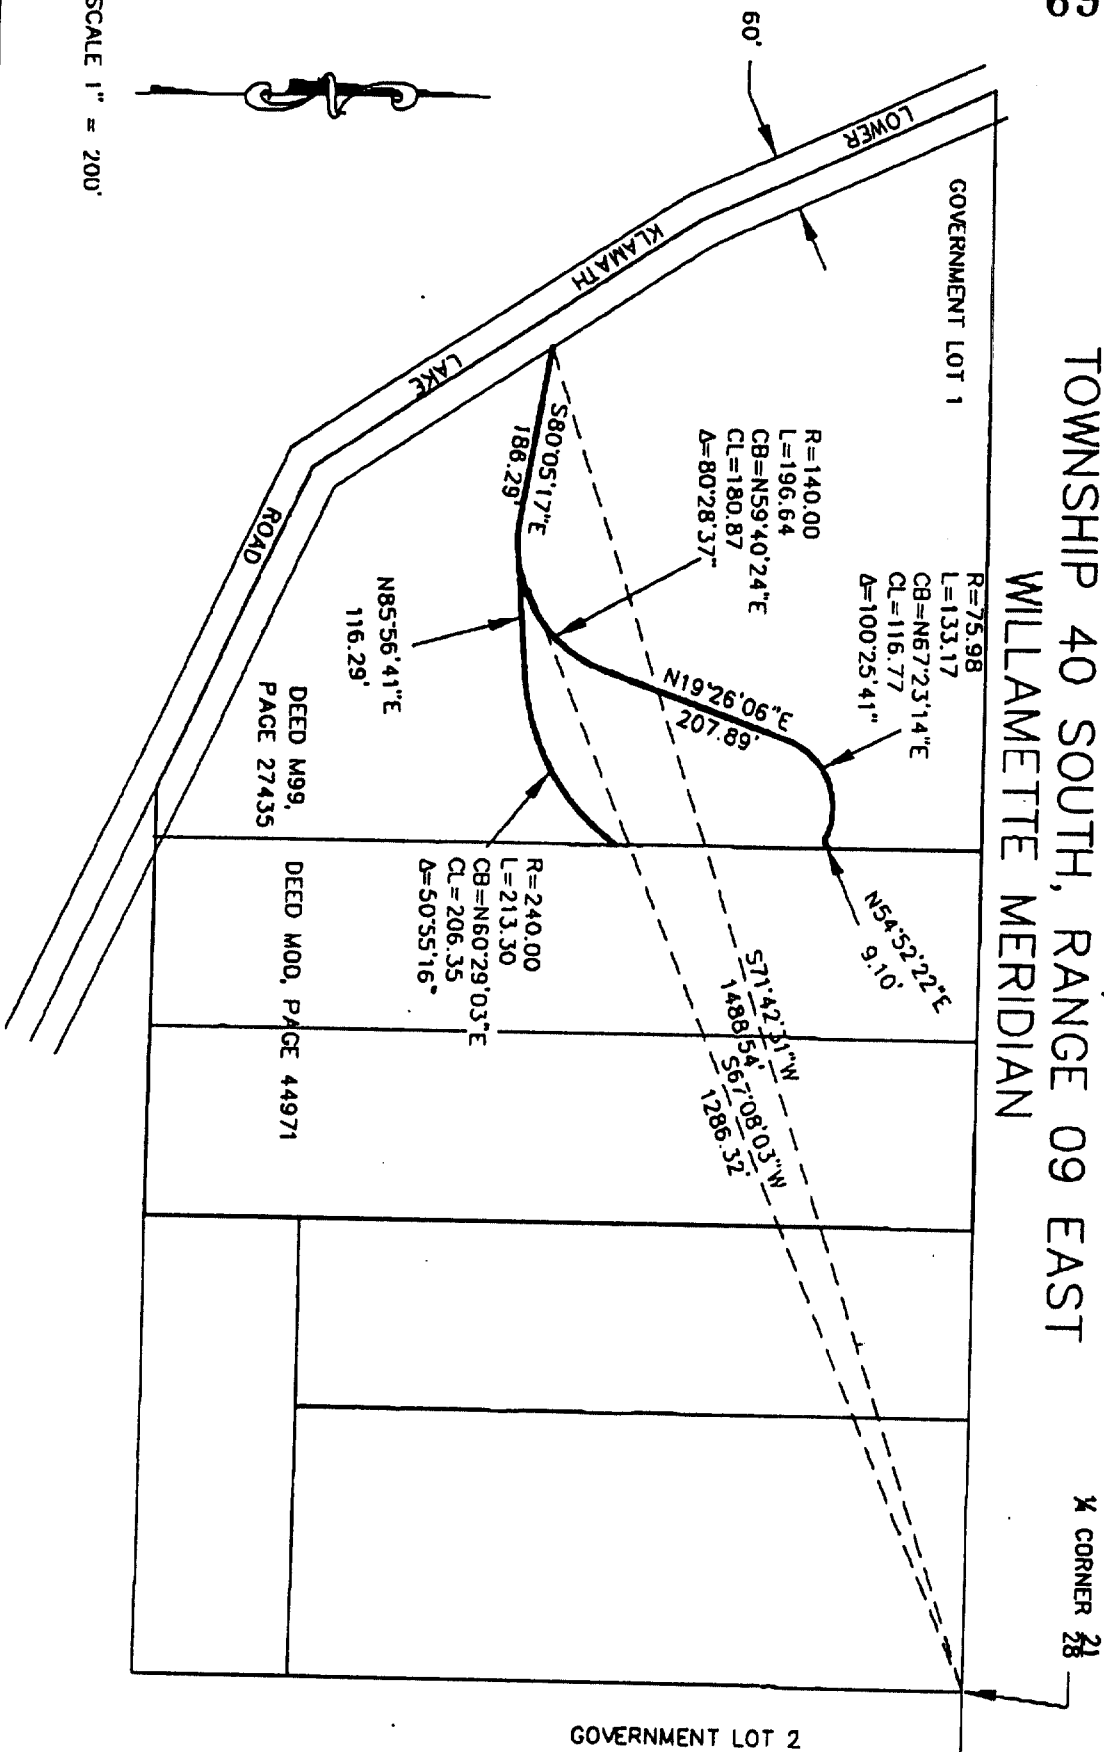 TOWNSHIP 40 SOUTH, RANGE 09 EAST
WILLAMETTE MERIDIAN
¼ CORNER 21
28
GOVERNMENT LOT 1
60'
LOWER
KLAMATH
LAKE
ROAD
R=75.98
L=133.17
CB=N67°23'14"E
CL=116.77
Δ=100°25'41"
R=140.00
L=196.64
CB=N59°40'24"E
CL=180.87
Δ=80°28'37"
N54°52'22"E
9.10'
N19°26'06"E
207.89'
S80°05'17"E
186.29'
S71°42'31"W
1488.54'
S67°08'03"W
1286.32'
N85°56'41"E
116.29'
R=240.00
L=213.30
CB=N60°29'03"E
CL=206.35
Δ=50°55'16"
DEED M99,
PAGE 27435
DEED M00, PAGE 44971
GOVERNMENT LOT 2
SCALE 1" = 200'